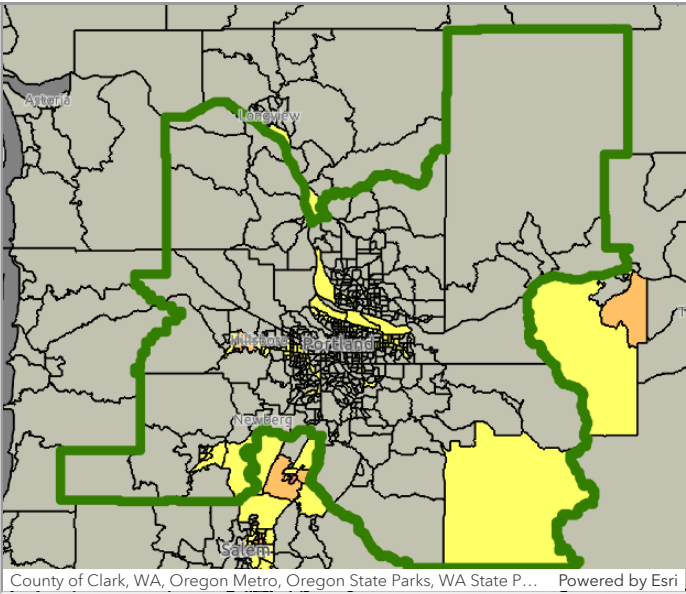 Astoria
Longview
Hillsboro
Portland
Newberg
Salem
County of Clark, WA, Oregon Metro, Oregon State Parks, WA State P... Powered by Esri